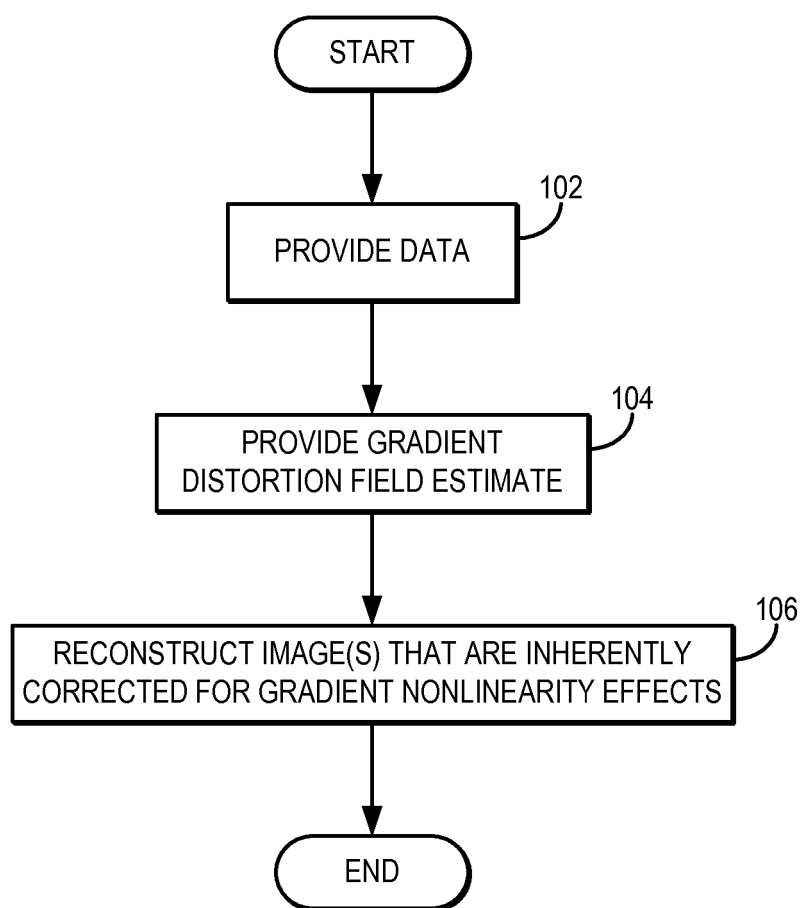 START
102
PROVIDE DATA
104
PROVIDE GRADIENT
DISTORTION FIELD ESTIMATE
106
RECONSTRUCT IMAGE(S) THAT ARE INHERENTLY
CORRECTED FOR GRADIENT NONLINEARITY EFFECTS
END